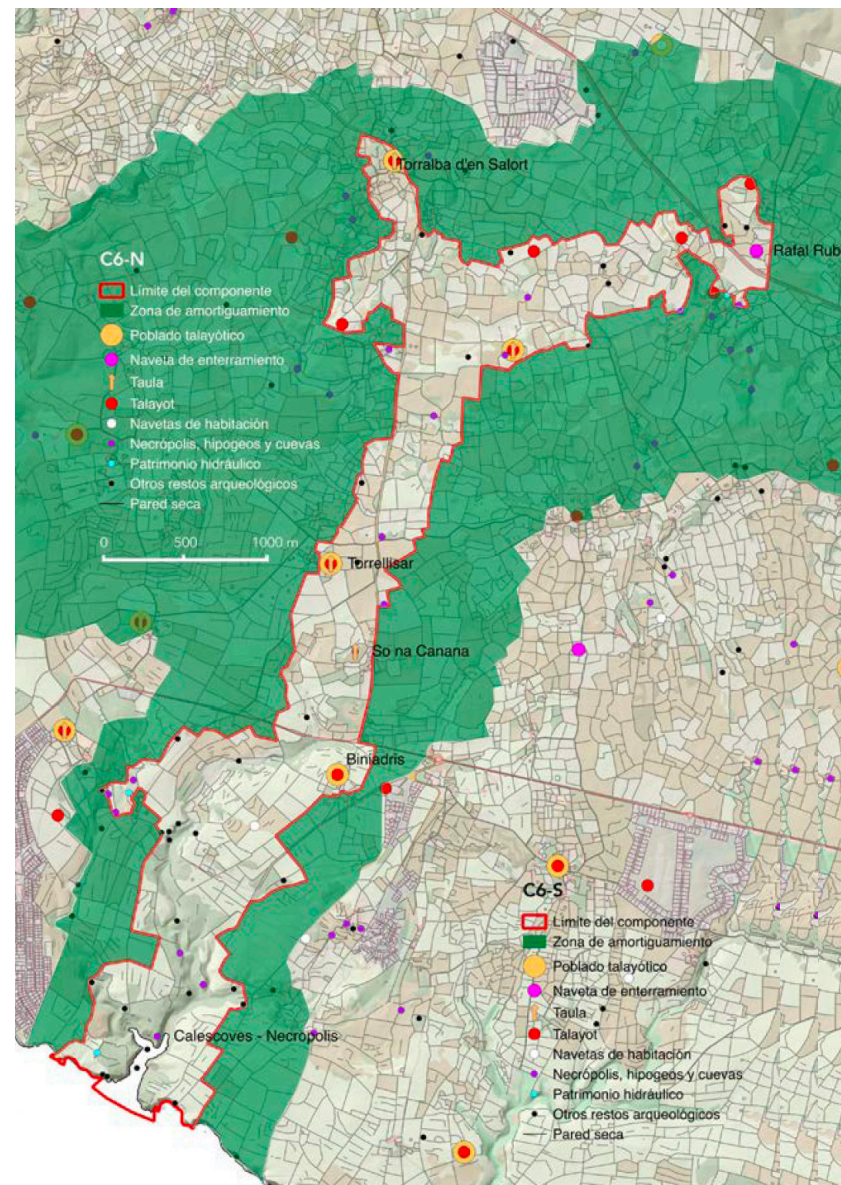 Torralba d'en Salort
Rafal Rub
C6-N
Límite del componente
Zona de amortiguamiento
Poblado talayótico
Naveta de enterramiento
Taula
Talayot
Navetas de habitación
Necrópolis, hipogeos y cuevas
Patrimonio hidráulico
Otros restos arqueológicos
Pared seca
0 500 1000 m
Torrellisar
So na Canana
Biniadris
C6-S
Límite del componente
Zona de amortiguamiento
Poblado talayótico
Naveta de enterramiento
Taula
Talayot
Navetas de habitación
Necrópolis, hipogeos y cuevas
Patrimonio hidráulico
Otros restos arqueológicos
Pared seca
Calescoves - Necrópolis